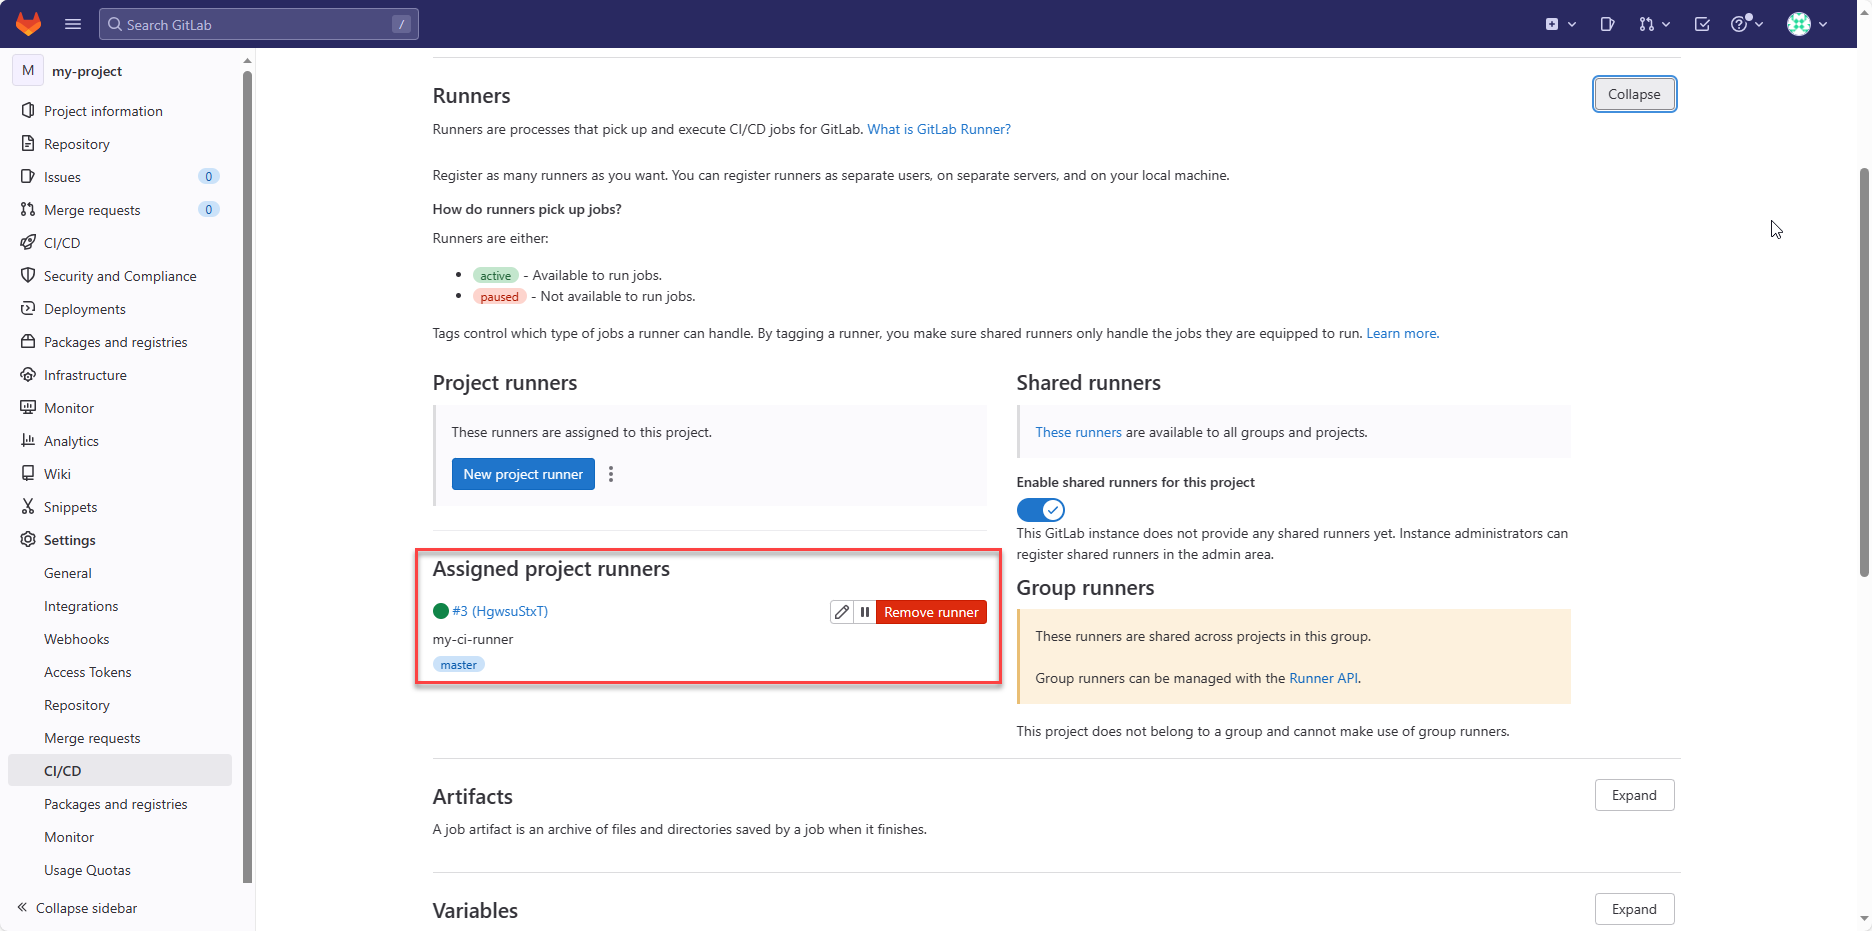 Search GitLab
/
M
my-project
Project information
Repository
Issues
0
Merge requests
0
CI/CD
Security and Compliance
Deployments
Packages and registries
Infrastructure
Monitor
Analytics
Wiki
Snippets
Settings
General
Integrations
Webhooks
Access Tokens
Repository
Merge requests
CI/CD
Packages and registries
Monitor
Usage Quotas
Collapse sidebar
Runners
Collapse
Runners are processes that pick up and execute CI/CD jobs for GitLab. What is GitLab Runner?
Register as many runners as you want. You can register runners as separate users, on separate servers, and on your local machine.
How do runners pick up jobs?
Runners are either:
• active - Available to run jobs.
• paused - Not available to run jobs.
Tags control which type of jobs a runner can handle. By tagging a runner, you make sure shared runners only handle the jobs they are equipped to run. Learn more.
Project runners
These runners are assigned to this project.
New project runner
Assigned project runners
#3 (HgwsuStxT)
Remove runner
my-ci-runner
master
Shared runners
These runners are available to all groups and projects.
Enable shared runners for this project
This GitLab instance does not provide any shared runners yet. Instance administrators can
register shared runners in the admin area.
Group runners
These runners are shared across projects in this group.
Group runners can be managed with the Runner API.
This project does not belong to a group and cannot make use of group runners.
Artifacts
Expand
A job artifact is an archive of files and directories saved by a job when it finishes.
Variables
Expand